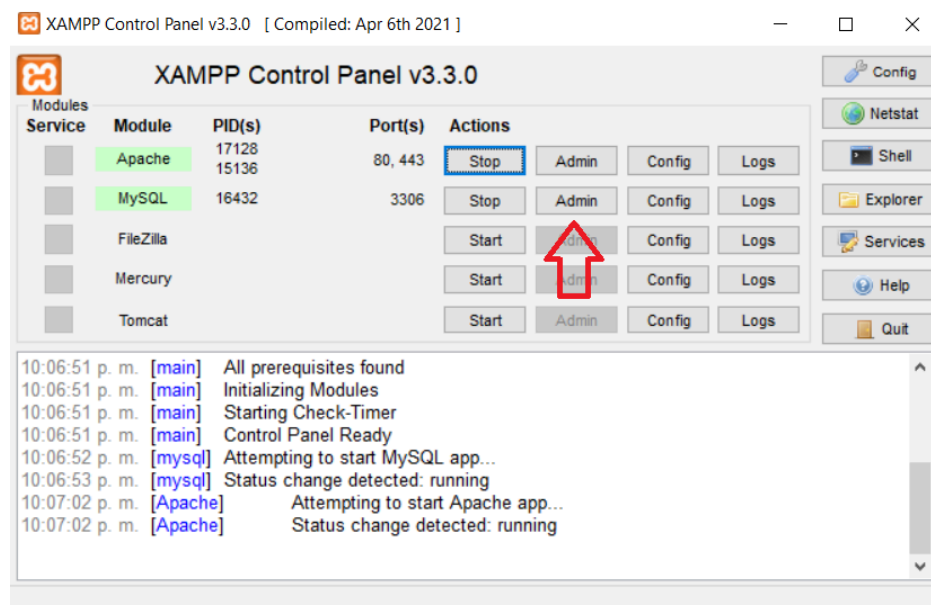 XAMPP Control Panel v3.3.0 [ Compiled: Apr 6th 2021 ]
XAMPP Control Panel v3.3.0
Config
Modules
Service Module PID(s) Port(s) Actions
Netstat
Apache 17128 15136 80, 443 Stop Admin Config Logs
Shell
MySQL 16432 3306 Stop Admin Config Logs
Explorer
FileZilla Start Admin Config Logs
Services
Mercury Start Admin Config Logs
Help
Tomcat Start Admin Config Logs
Quit
10:06:51 p. m. [main] All prerequisites found
10:06:51 p. m. [main] Initializing Modules
10:06:51 p. m. [main] Starting Check-Timer
10:06:51 p. m. [main] Control Panel Ready
10:06:52 p. m. [mysql] Attempting to start MySQL app...
10:06:53 p. m. [mysql] Status change detected: running
10:07:02 p. m. [Apache] Attempting to start Apache app...
10:07:02 p. m. [Apache] Status change detected: running